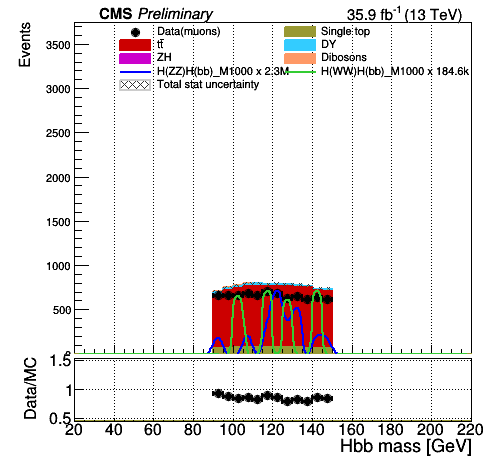 CMS Preliminary 35.9 fb⁻¹ (13 TeV)
Events
3500
3000
2500
2000
1500
1000
500
Data(muons)
tt̄
ZH
H(ZZ)H(bb)_M1000 x 2.3M
Total stat uncertainty
Single top
DY
Dibosons
H(WW)H(bb)_M1000 x 184.6k
Data/MC
1.5
1
0.5
20 40 60 80 100 120 140 160 180 200 220
Hbb mass [GeV]